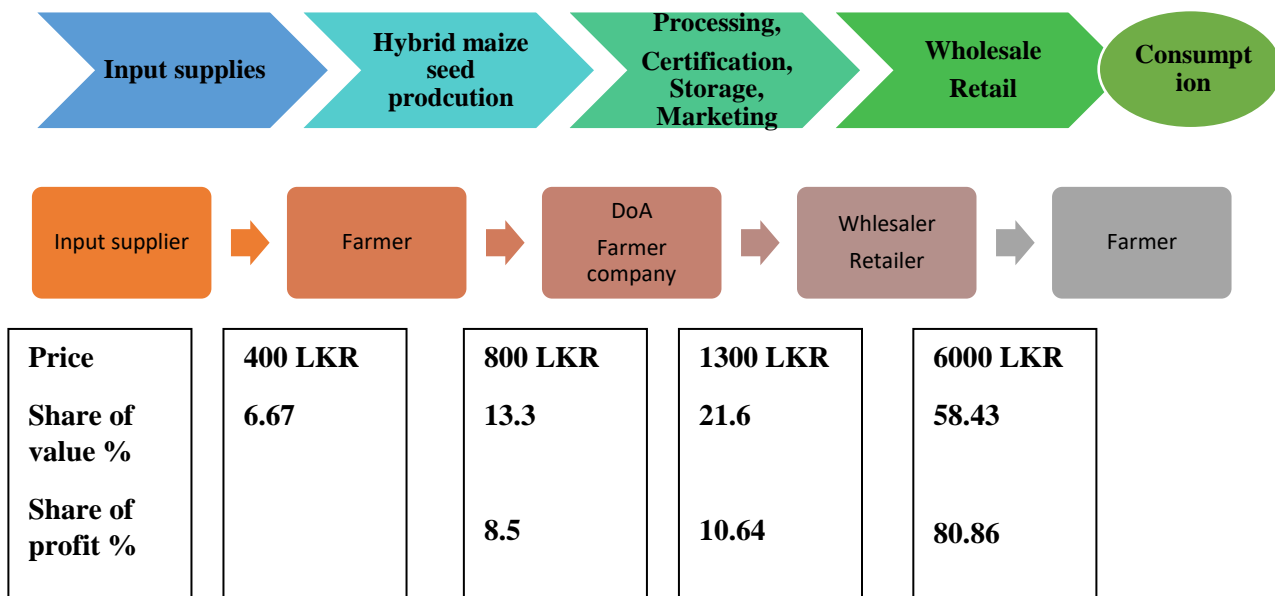 Input supplies
Hybrid maize
seed
prodcution
Processing,
Certification,
Storage,
Marketing
Wholesale
Retail
Consumpt
ion
Input supplier
Farmer
DoA
Farmer
company
Whlesaler
Retailer
Farmer
Price
400 LKR
800 LKR
1300 LKR
6000 LKR
Share of
value %
6.67
13.3
21.6
58.43
Share of
profit %
8.5
10.64
80.86